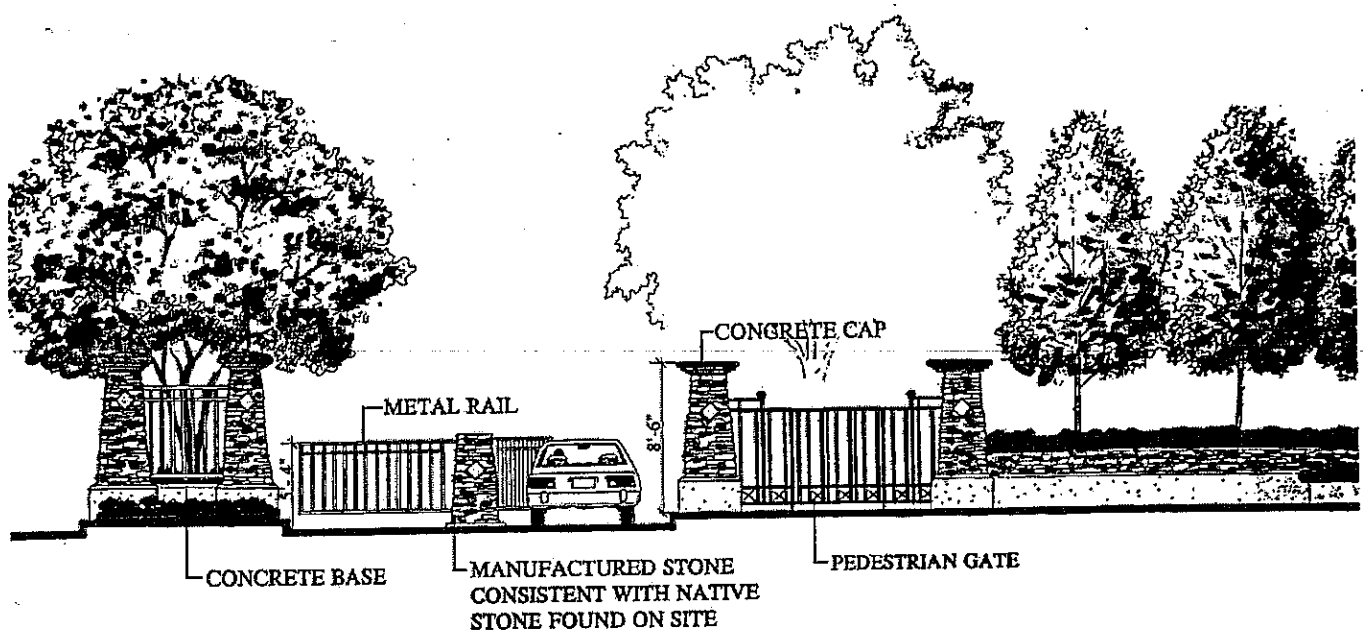 CONCRETE CAP
METAL RAIL
8'-6"
CONCRETE BASE
MANUFACTURED STONE
CONSISTENT WITH NATIVE
STONE FOUND ON SITE
PEDESTRIAN GATE